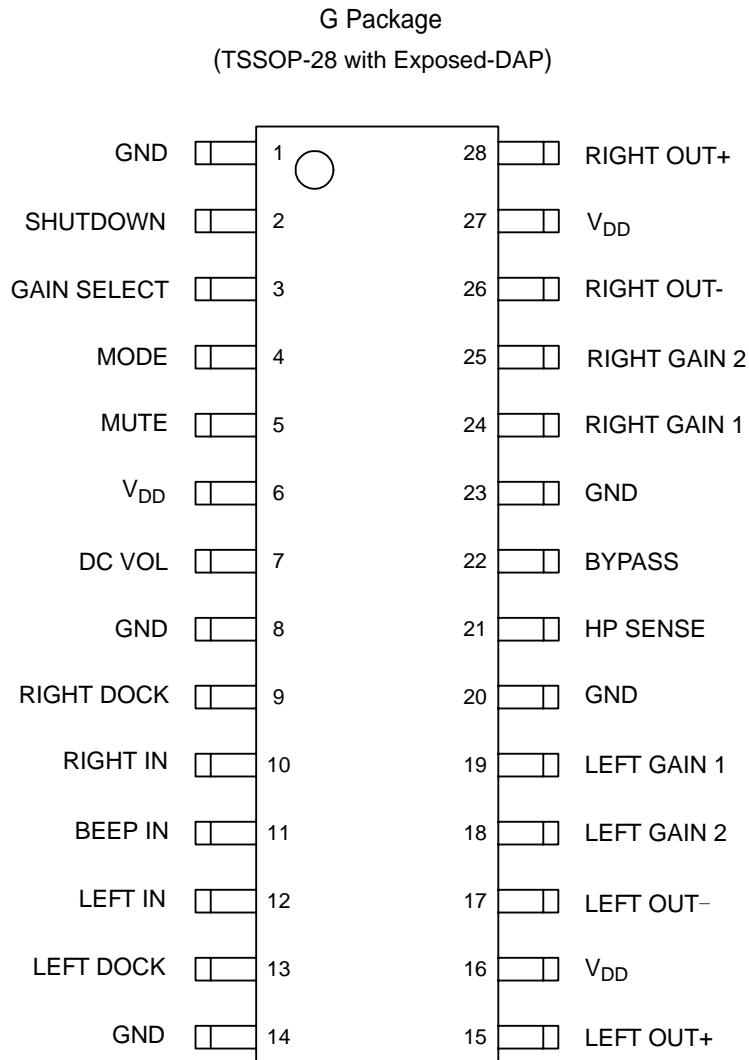 G Package
(TSSOP-28 with Exposed-DAP)
GND 1 28 RIGHT OUT+
SHUTDOWN 2 27 VDD
GAIN SELECT 3 26 RIGHT OUT-
MODE 4 25 RIGHT GAIN 2
MUTE 5 24 RIGHT GAIN 1
VDD 6 23 GND
DC VOL 7 22 BYPASS
GND 8 21 HP SENSE
RIGHT DOCK 9 20 GND
RIGHT IN 10 19 LEFT GAIN 1
BEEP IN 11 18 LEFT GAIN 2
LEFT IN 12 17 LEFT OUT−
LEFT DOCK 13 16 VDD
GND 14 15 LEFT OUT+